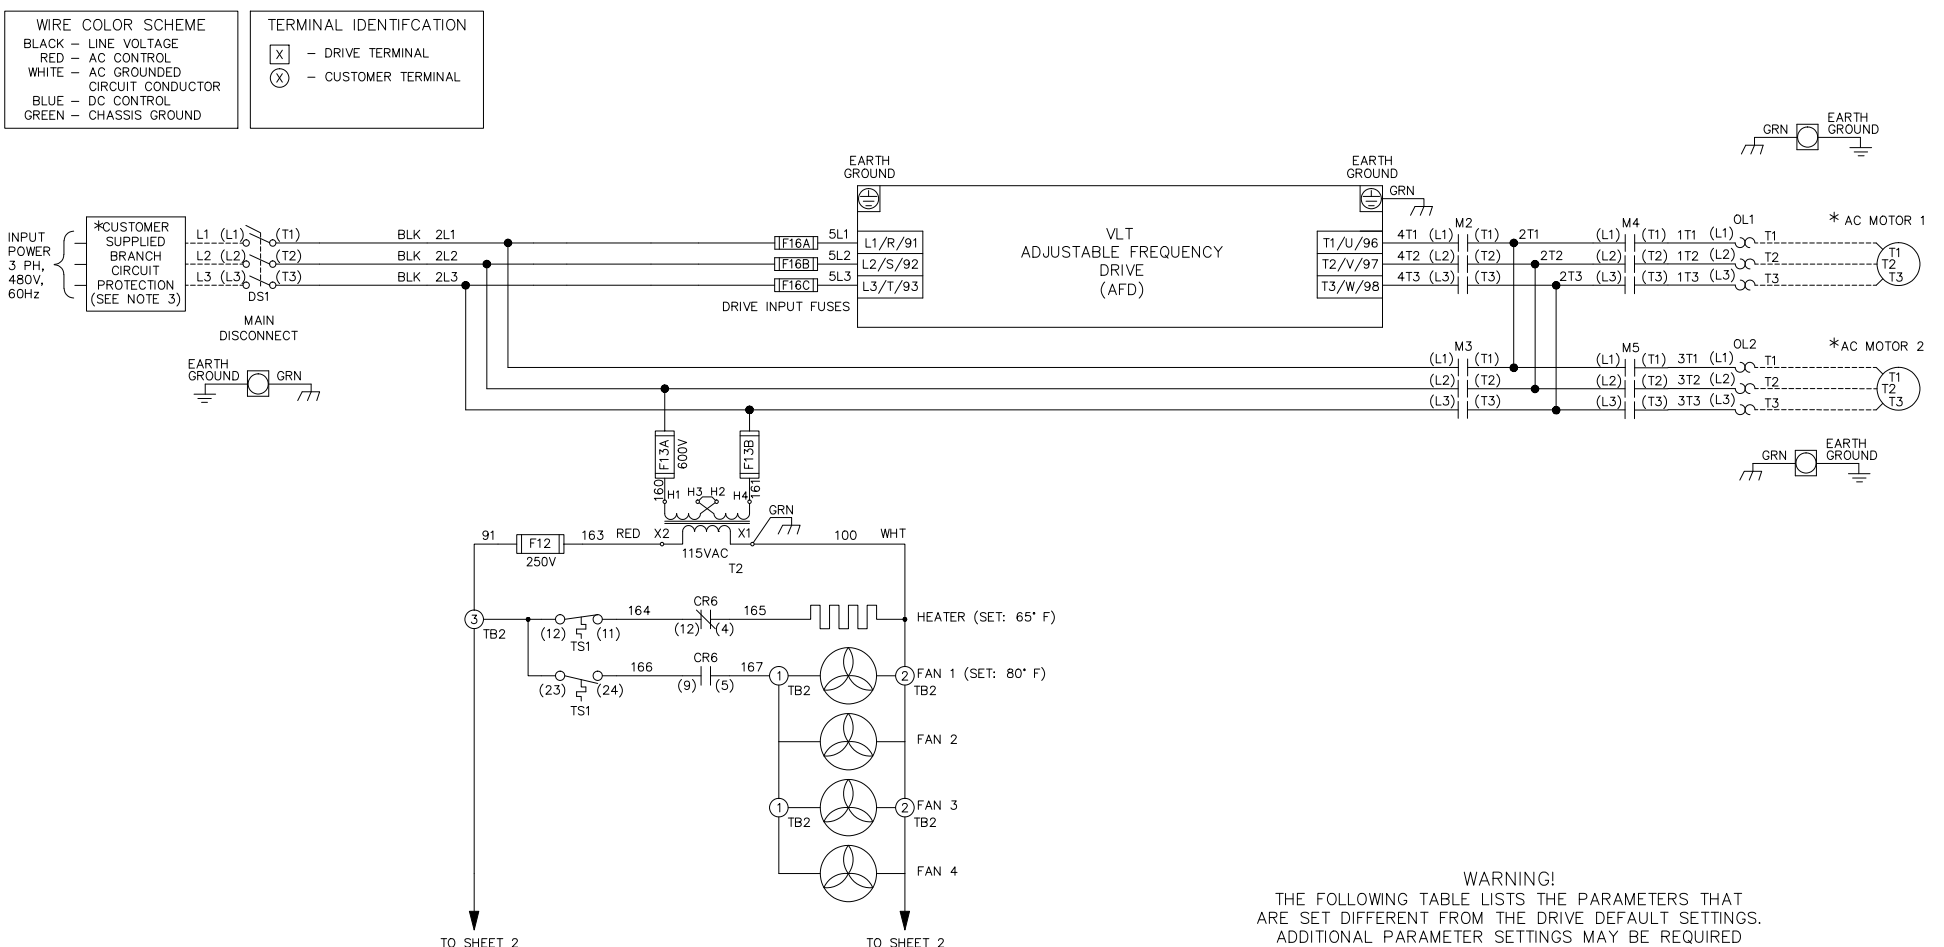 WIRE COLOR SCHEME
BLACK – LINE VOLTAGE
RED – AC CONTROL
WHITE – AC GROUNDED
CIRCUIT CONDUCTOR
BLUE – DC CONTROL
GREEN – CHASSIS GROUND
TERMINAL IDENTIFCATION
X – DRIVE TERMINAL
X – CUSTOMER TERMINAL
GRN
EARTH
GROUND
EARTH
GROUND
EARTH
GROUND
GRN
INPUT
POWER
3 PH,
480V,
60Hz
*CUSTOMER
SUPPLIED
BRANCH
CIRCUIT
PROTECTION
(SEE NOTE 3)
L1 (L1) (T1) BLK 2L1 F16A 5L1 L1/R/91
L2 (L2) (T2) BLK 2L2 F16B 5L2 L2/S/92
L3 (L3) (T3) BLK 2L3 F16C 5L3 L3/T/93
DS1
MAIN
DISCONNECT
DRIVE INPUT FUSES
VLT
ADJUSTABLE FREQUENCY
DRIVE
(AFD)
M2 M4 OL1 * AC MOTOR 1
T1/U/96 4T1 (L1) (T1) 2T1 (L1) (T1) 1T1 (L1) T1 T1
T2/V/97 4T2 (L2) (T2) 2T2 (L2) (T2) 1T2 (L2) T2 T2
T3/W/98 4T3 (L3) (T3) 2T3 (L3) (T3) 1T3 (L3) T3 T3
EARTH
GROUND GRN
M3 M5 OL2 *AC MOTOR 2
(L1) (T1) (L1) (T1) 3T1 (L1) T1 T1
(L2) (T2) (L2) (T2) 3T2 (L2) T2 T2
(L3) (T3) (L3) (T3) 3T3 (L3) T3 T3
GRN
EARTH
GROUND
F13A
600V
F13B
160 H1 H3 H2 H4 161
GRN
91 F12 163 RED X2 X1 100 WHT
250V 115VAC
T2
3 TB2
164 CR6 165 HEATER (SET: 65° F)
(12) (11) (12) (4)
TS1
166 CR6 167 1 2 FAN 1 (SET: 80° F)
(23) (24) (9) (5) TB2 TB2
TS1
FAN 2
1 2 FAN 3
TB2 TB2
FAN 4
TO SHEET 2 TO SHEET 2
WARNING!
THE FOLLOWING TABLE LISTS THE PARAMETERS THAT
ARE SET DIFFERENT FROM THE DRIVE DEFAULT SETTINGS.
ADDITIONAL PARAMETER SETTINGS MAY BE REQUIRED